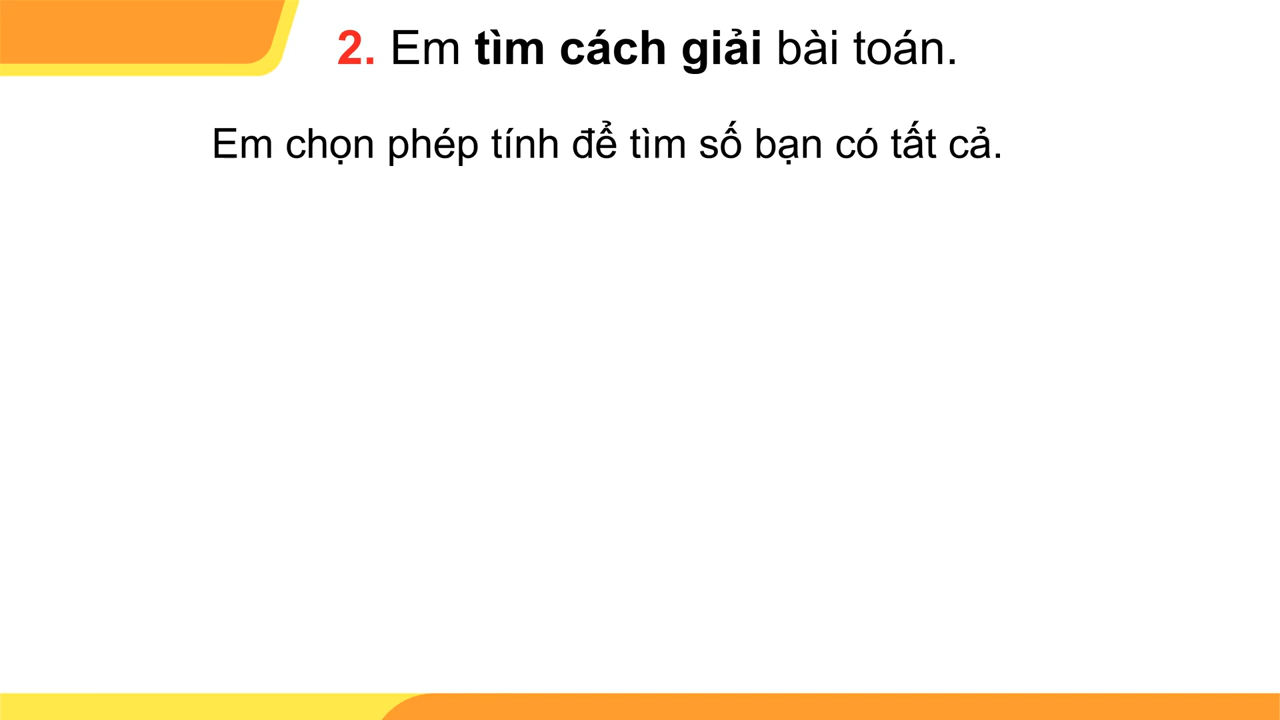 2. Em tìm cách giải bài toán.
Em chọn phép tính để tìm số bạn có tất cả.